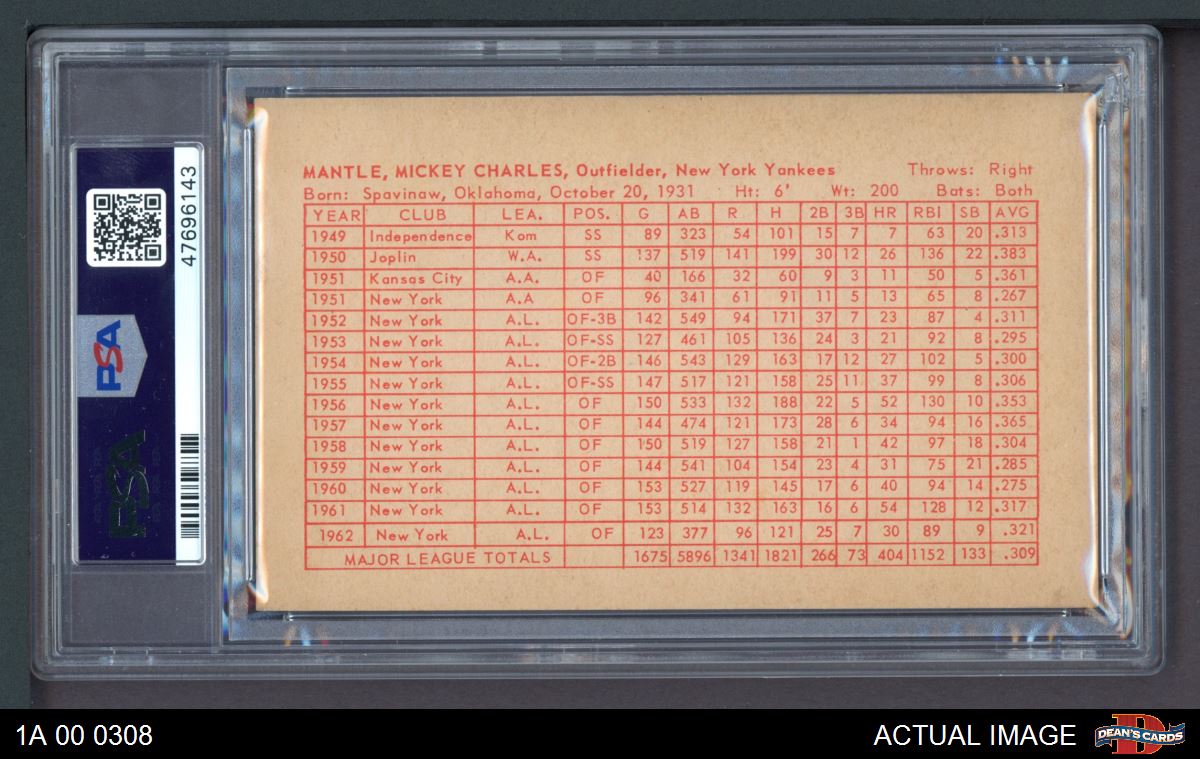 MANTLE, MICKEY CHARLES, Outfielder, New York Yankees Throws: Right
Born: Spavinaw, Oklahoma, October 20, 1931 Ht: 6' Wt: 200 Bats: Both
YEAR CLUB LEA. POS. G AB R H 2B 3B HR RBI SB AVG
1949 Independence Kom SS 89 323 54 101 15 7 7 63 20 .313
1950 Joplin W.A. SS 137 519 141 199 30 12 26 136 22 .383
1951 Kansas City A.A. OF 40 166 32 60 9 3 11 50 5 .361
1951 New York A.A OF 96 341 61 91 11 5 13 65 8 .267
1952 New York A.L. OF-3B 142 549 94 171 37 7 23 87 4 .311
1953 New York A.L. OF-SS 127 461 105 136 24 3 21 92 8 .295
1954 New York A.L. OF-2B 146 543 129 163 17 12 27 102 5 .300
1955 New York A.L. OF-SS 147 517 121 158 25 11 37 99 8 .306
1956 New York A.L. OF 150 533 132 188 22 5 52 130 10 .353
1957 New York A.L. OF 144 474 121 173 28 6 34 94 16 .365
1958 New York A.L. OF 150 519 127 158 21 1 42 97 18 .304
1959 New York A.L. OF 144 541 104 154 23 4 31 75 21 .285
1960 New York A.L. OF 153 527 119 145 17 6 40 94 14 .275
1961 New York A.L. OF 153 514 132 163 16 6 54 128 12 .317
1962 New York A.L. OF 123 377 96 121 25 7 30 89 9 .321
MAJOR LEAGUE TOTALS 1675 5896 1341 1821 266 73 404 1152 133 .309
47696143
PSA
PSA
1A 00 0308
ACTUAL IMAGE
DEAN'S CARDS